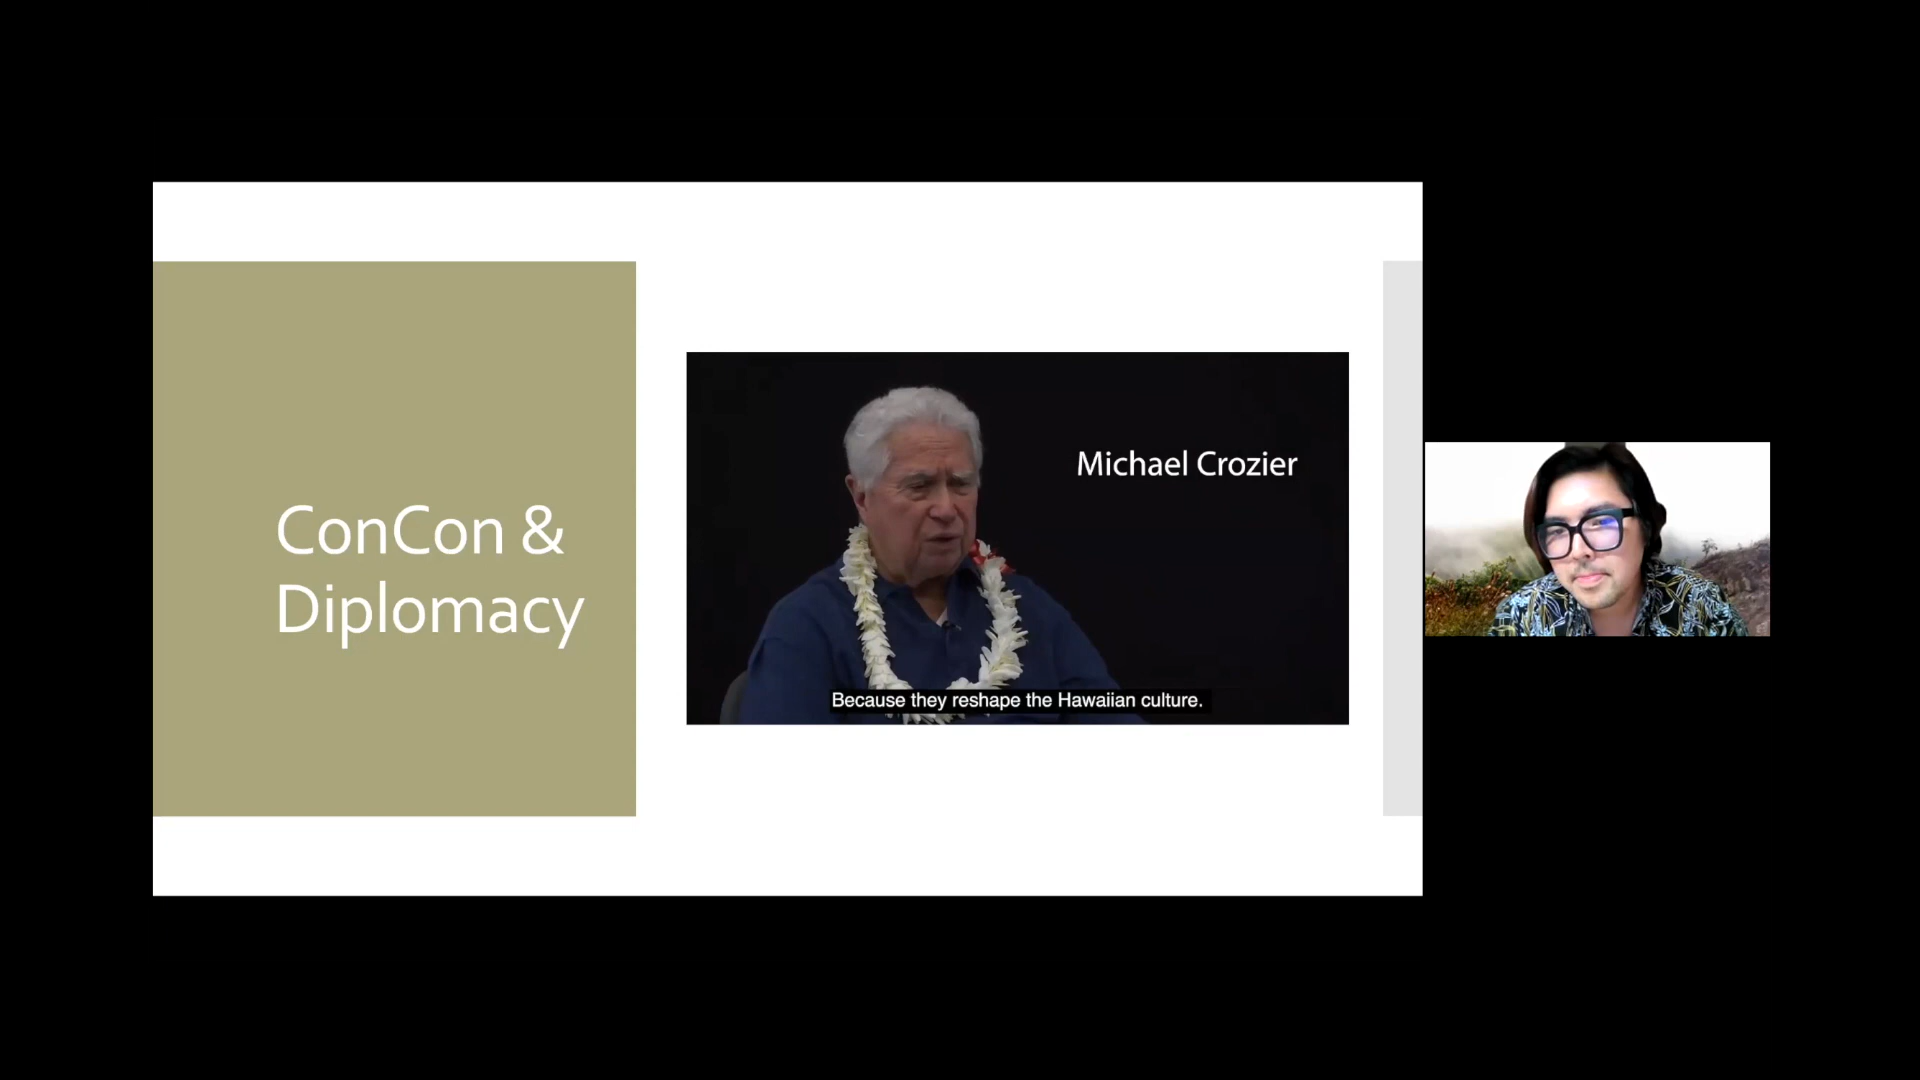 ConCon &
Diplomacy
Michael Crozier
Because they reshape the Hawaiian culture.